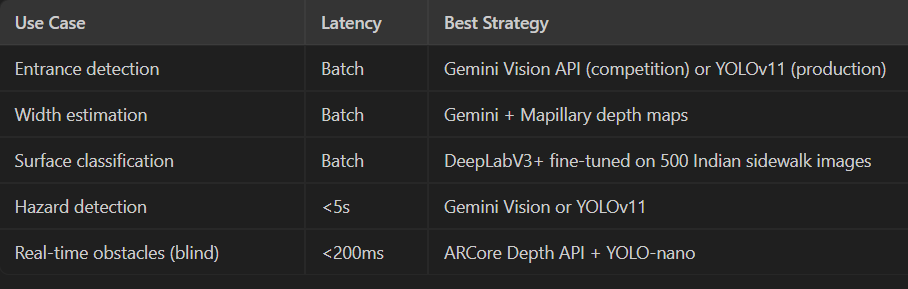 Use Case Latency Best Strategy
Entrance detection Batch Gemini Vision API (competition) or YOLOv11 (production)
Width estimation Batch Gemini + Mapillary depth maps
Surface classification Batch DeepLabV3+ fine-tuned on 500 Indian sidewalk images
Hazard detection <5s Gemini Vision or YOLOv11
Real-time obstacles (blind) <200ms ARCore Depth API + YOLO-nano